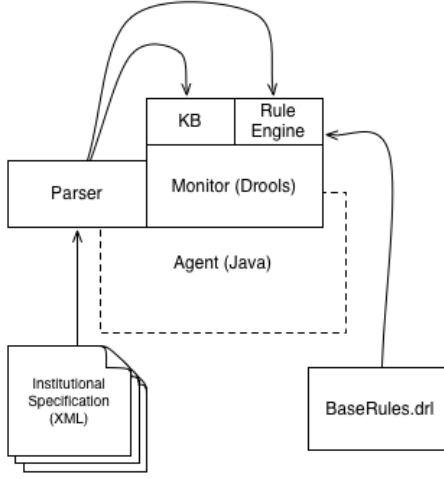 KB
Rule
Engine
Parser
Monitor (Drools)
Agent (Java)
Institutional
Specification
(XML)
BaseRules.drl